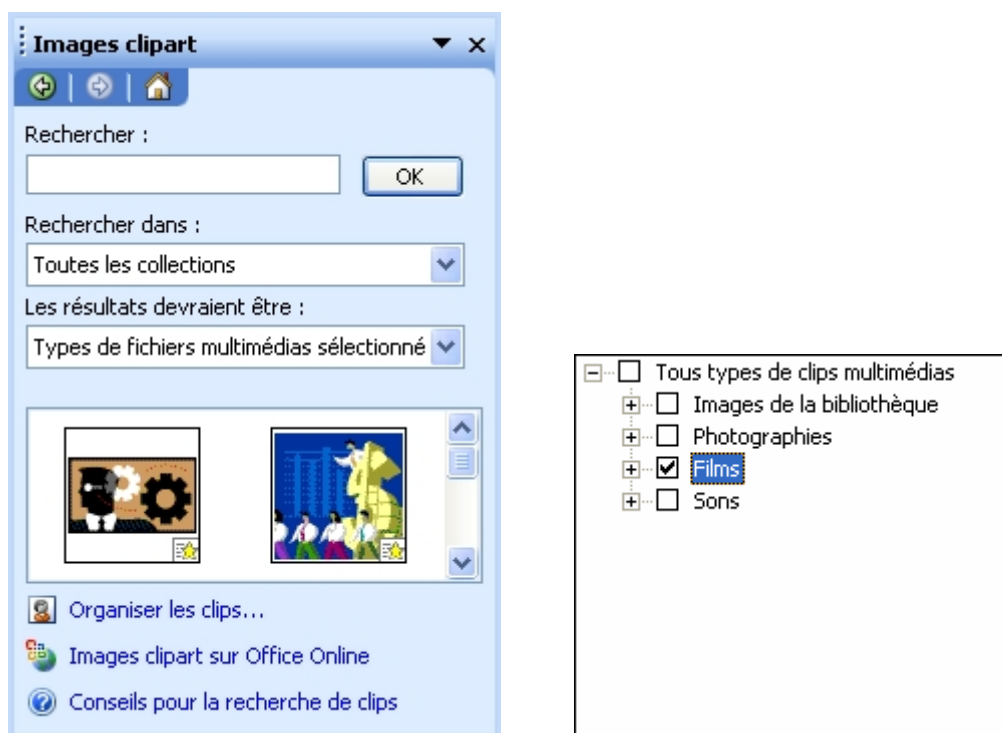 Images clipart
Rechercher :
OK
Rechercher dans :
Toutes les collections
Les résultats devraient être :
Types de fichiers multimédias sélectionné
Organiser les clips...
Images clipart sur Office Online
Conseils pour la recherche de clips
Tous types de clips multimédias
Images de la bibliothèque
Photographies
Films
Sons